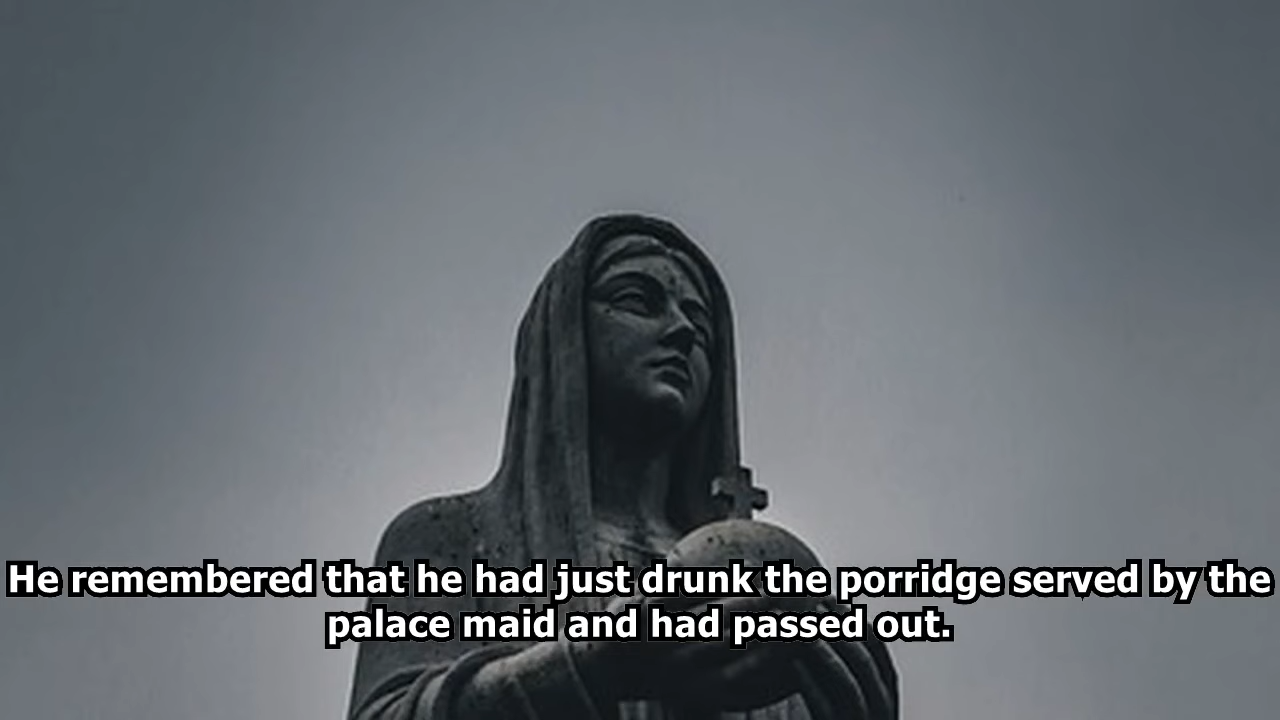 He remembered that he had just drunk the porridge served by the
palace maid and had passed out.